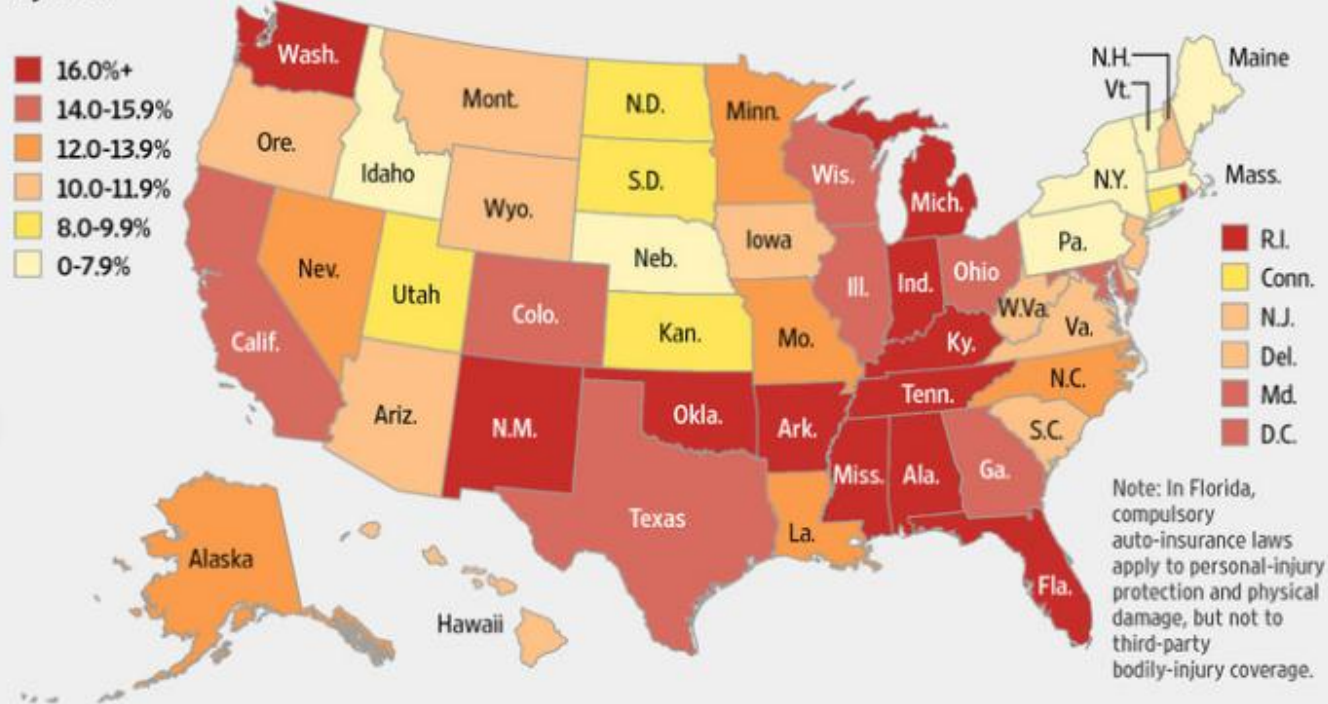 16.0%+
14.0-15.9%
12.0-13.9%
10.0-11.9%
8.0-9.9%
0-7.9%
Wash.
Ore.
Idaho
Mont.
Wyo.
N.D.
S.D.
Neb.
Kan.
Minn.
Iowa
Mo.
Wis.
Ill.
Mich.
Ind.
Ohio
Ky.
Tenn.
Nev.
Utah
Colo.
Calif.
Ariz.
N.M.
Okla.
Texas
Ark.
La.
Miss.
Ala.
Ga.
Fla.
S.C.
N.C.
Va.
W.Va.
Pa.
N.Y.
Vt.
N.H.
Maine
Mass.
R.I.
Conn.
N.J.
Del.
Md.
D.C.
Alaska
Hawaii
Note: In Florida,
compulsory
auto-insurance laws
apply to personal-injury
protection and physical
damage, but not to
third-party
bodily-injury coverage.